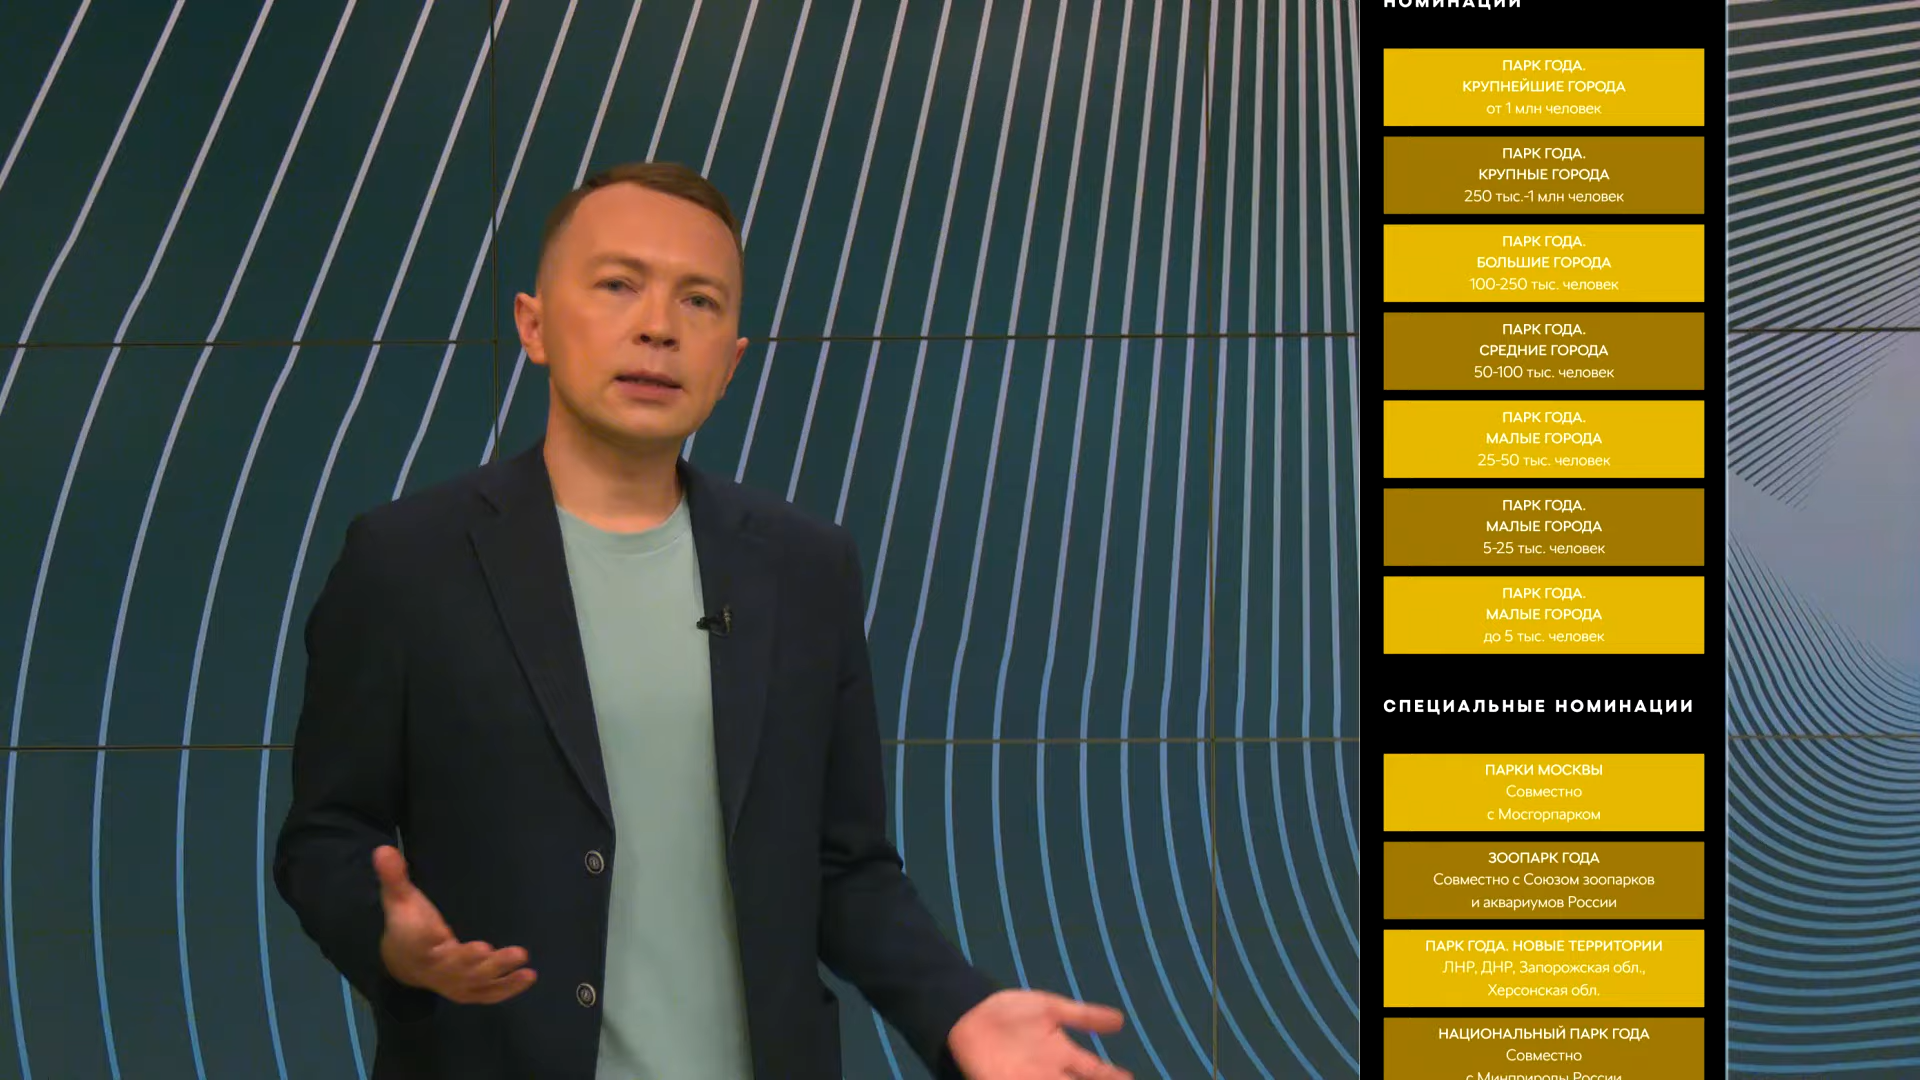 НОМИНАЦИИ
ПАРК ГОДА.
КРУПНЕЙШИЕ ГОРОДА
от 1 млн человек
ПАРК ГОДА.
КРУПНЫЕ ГОРОДА
250 тыс.-1 млн человек
ПАРК ГОДА.
БОЛЬШИЕ ГОРОДА
100-250 тыс. человек
ПАРК ГОДА.
СРЕДНИЕ ГОРОДА
50-100 тыс. человек
ПАРК ГОДА.
МАЛЫЕ ГОРОДА
25-50 тыс. человек
ПАРК ГОДА.
МАЛЫЕ ГОРОДА
5-25 тыс. человек
ПАРК ГОДА.
МАЛЫЕ ГОРОДА
до 5 тыс. человек
СПЕЦИАЛЬНЫЕ НОМИНАЦИИ
ПАРКИ МОСКВЫ
Совместно
с Мосгорпарком
ЗООПАРК ГОДА
Совместно с Союзом зоопарков
и аквариумов России
ПАРК ГОДА. НОВЫЕ ТЕРРИТОРИИ
ЛНР, ДНР, Запорожская обл.,
Херсонская обл.
НАЦИОНАЛЬНЫЙ ПАРК ГОДА
Совместно
с Минприроды России